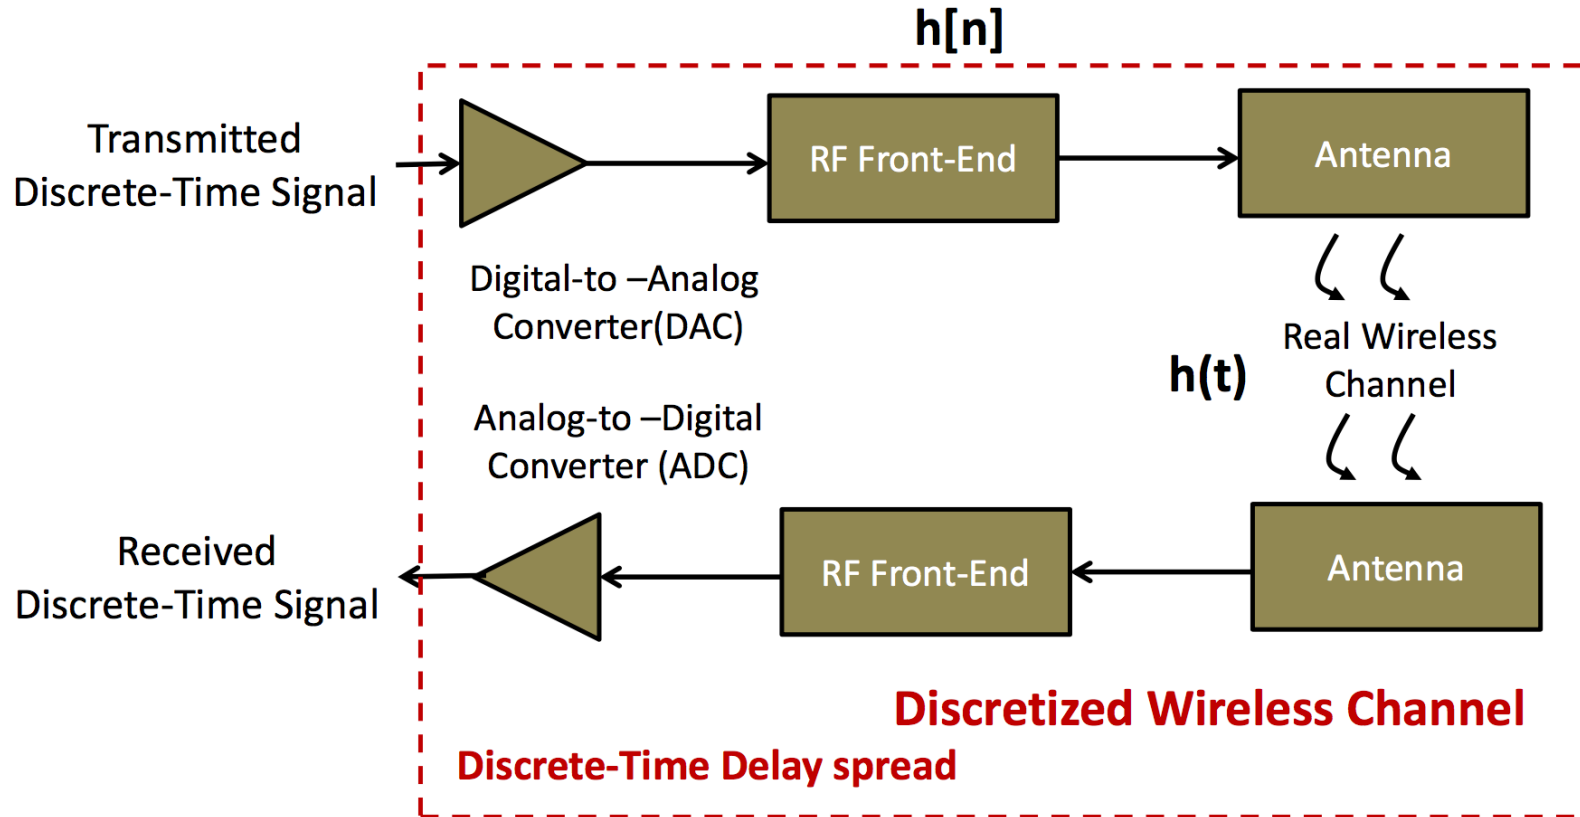 h[n]
Transmitted
Discrete-Time Signal
RF Front-End
Antenna
Digital-to –Analog
Converter(DAC)
Real Wireless
Channel
h(t)
Analog-to –Digital
Converter (ADC)
Received
Discrete-Time Signal
RF Front-End
Antenna
Discretized Wireless Channel
Discrete-Time Delay spread